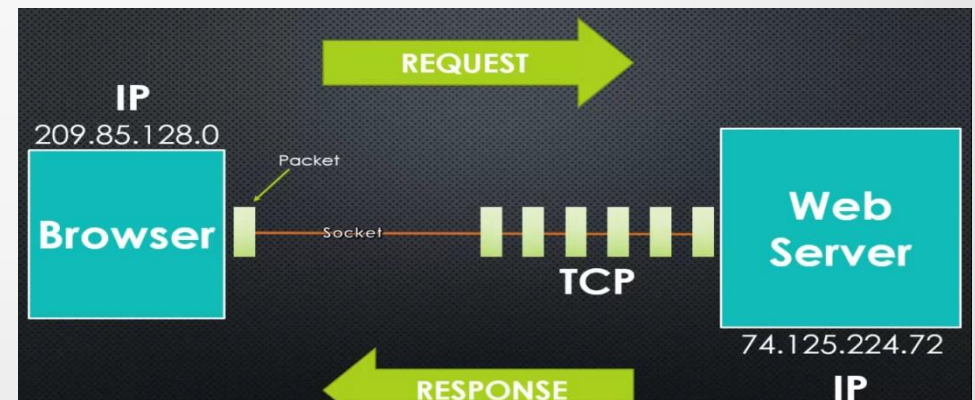 REQUEST
IP
209.85.128.0
Packet
Browser
Socket
TCP
Web
Server
74.125.224.72
IP
RESPONSE